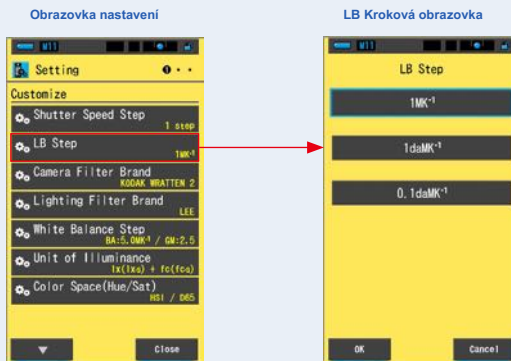 Obrazovka nastavení
M11
Setting
Customize
Shutter Speed Step
1 step
LB Step
1MK⁻¹
Camera Filter Brand
KODAK WRATTEN 2
Lighting Filter Brand
LEE
White Balance Step
BA:5.0MK⁻¹ / GM:2.5
Unit of Illuminance
lx(lxs) + fc(fcs)
Color Space(Hue/Sat)
HSI / D65
▼
Close
LB Kroková obrazovka
M11
LB Step
1MK⁻¹
1daMK⁻¹
0.1daMK⁻¹
OK
Cancel